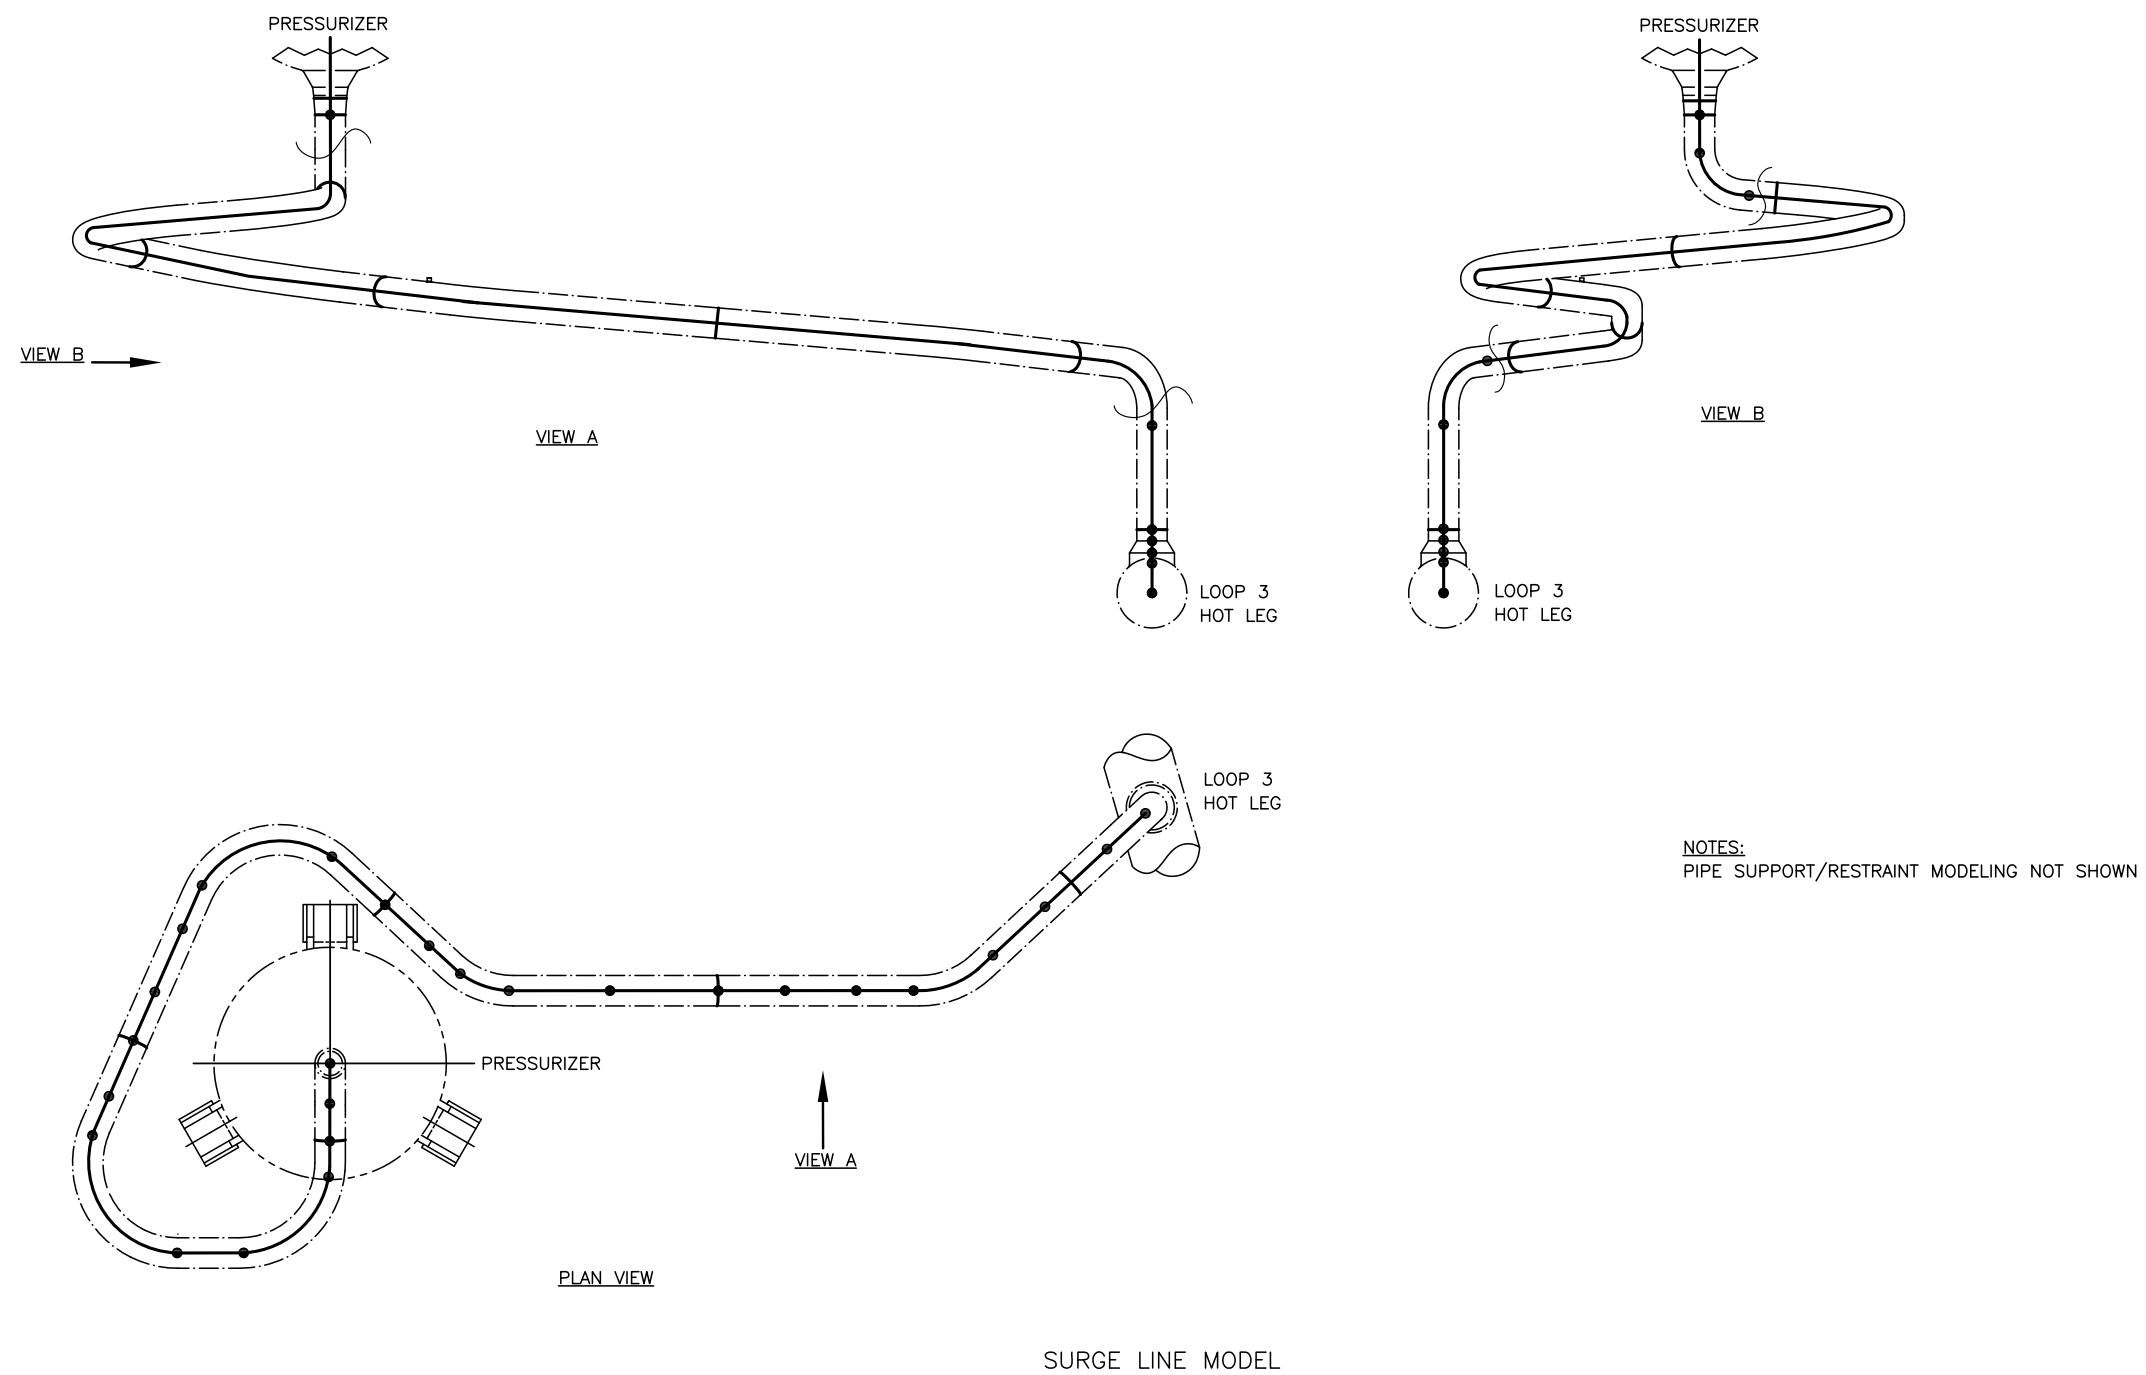 PRESSURIZER
VIEW B
VIEW A
LOOP 3
HOT LEG
PRESSURIZER
VIEW B
LOOP 3
HOT LEG
LOOP 3
HOT LEG
PRESSURIZER
VIEW A
PLAN VIEW
NOTES:
PIPE SUPPORT/RESTRAINT MODELING NOT SHOWN
SURGE LINE MODEL